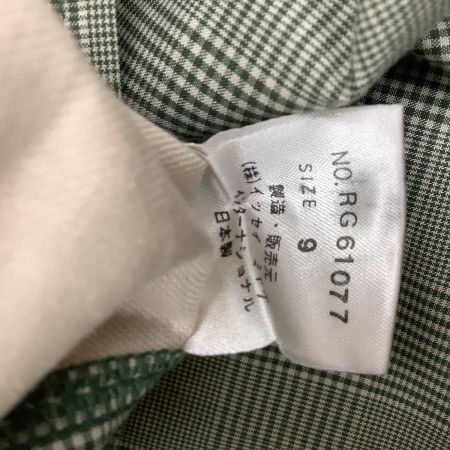 NO.RG61077
SIZE 9
製造・販売元
(株)イッセイ ミヤケ
インターナショナル
日本製